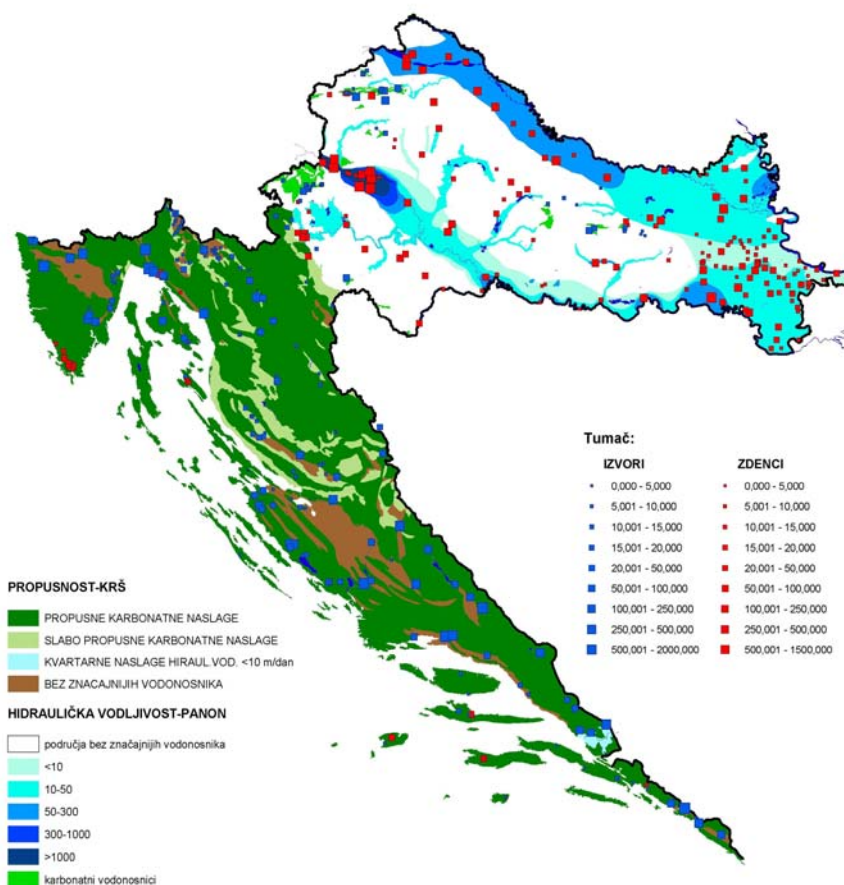 Tumač:
IZVORI
0,000 - 5,000
5,001 - 10,000
10,001 - 15,000
15,001 - 20,000
20,001 - 50,000
50,001 - 100,000
100,001 - 250,000
250,001 - 500,000
500,001 - 2000,000
ZDENCI
0,000 - 5,000
5,001 - 10,000
10,001 - 15,000
15,001 - 20,000
20,001 - 50,000
50,001 - 100,000
100,001 - 250,000
250,001 - 500,000
500,001 - 1500,000
PROPUSNOST-KRŠ
PROPUSNE KARBONATNE NASLAGE
SLABO PROPUSNE KARBONATNE NASLAGE
KVARTARNE NASLAGE HIRAUL.VOD. <10 m/dan
BEZ ZNACAJNIJIH VODONOSNIKA
HIDRAULIČKA VODLJIVOST-PANON
područja bez značajnijih vodonosnika
<10
10-50
50-300
300-1000
>1000
karbonatni vodonosnici